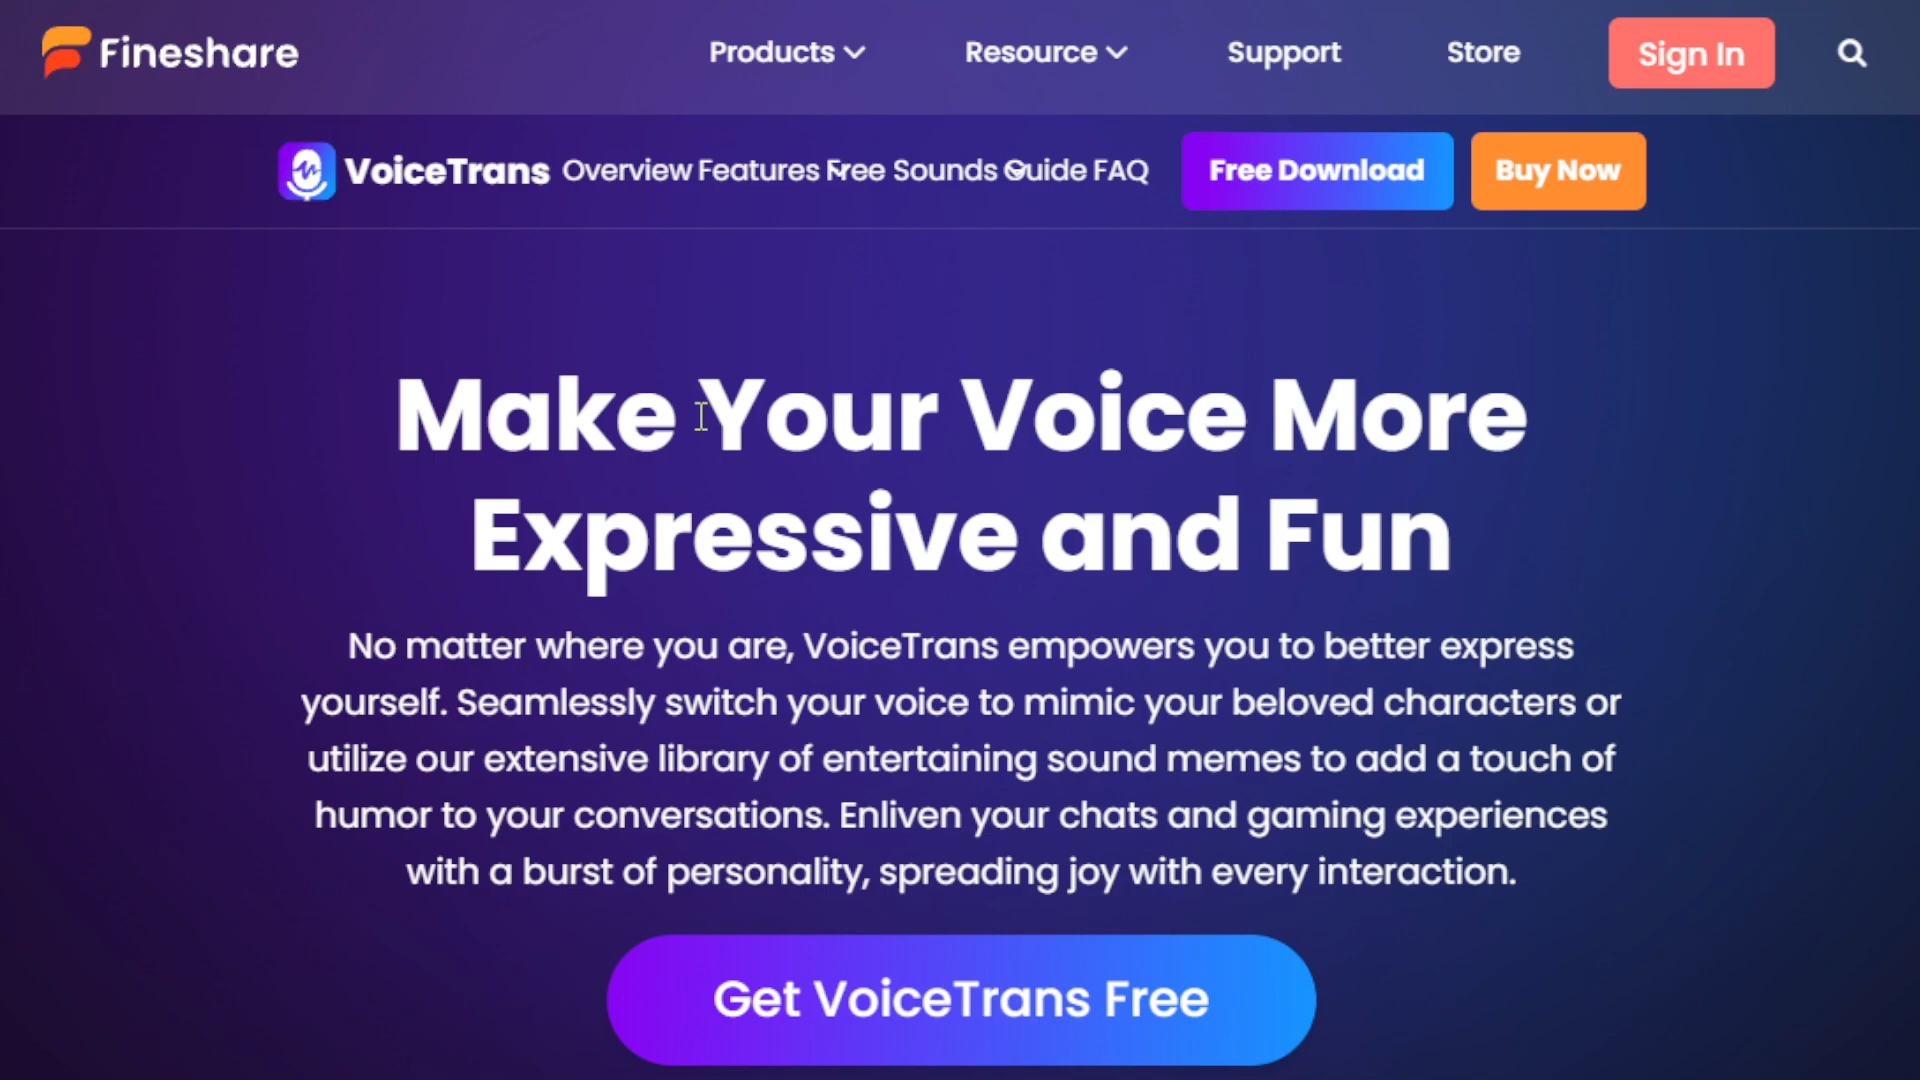 Fineshare Products Resource Support Store Sign In
VoiceTrans Overview Features Free Sounds Guide FAQ Free Download Buy Now
Make Your Voice More
Expressive and Fun
No matter where you are, VoiceTrans empowers you to better express
yourself. Seamlessly switch your voice to mimic your beloved characters or
utilize our extensive library of entertaining sound memes to add a touch of
humor to your conversations. Enliven your chats and gaming experiences
with a burst of personality, spreading joy with every interaction.
Get VoiceTrans Free